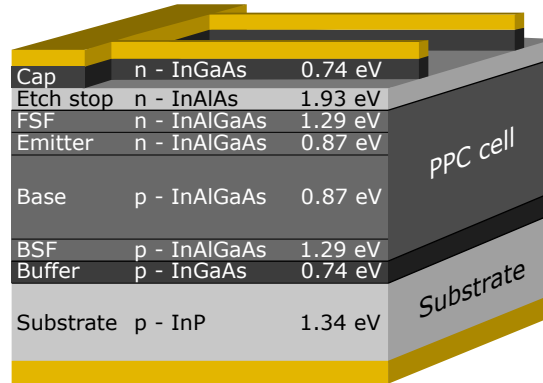 Cap n - InGaAs 0.74 eV
Etch stop n - InAlAs 1.93 eV
FSF n - InAlGaAs 1.29 eV
Emitter n - InAlGaAs 0.87 eV
Base p - InAlGaAs 0.87 eV
BSF p - InAlGaAs 1.29 eV
Buffer p - InGaAs 0.74 eV
Substrate p - InP 1.34 eV
PPC cell
Substrate